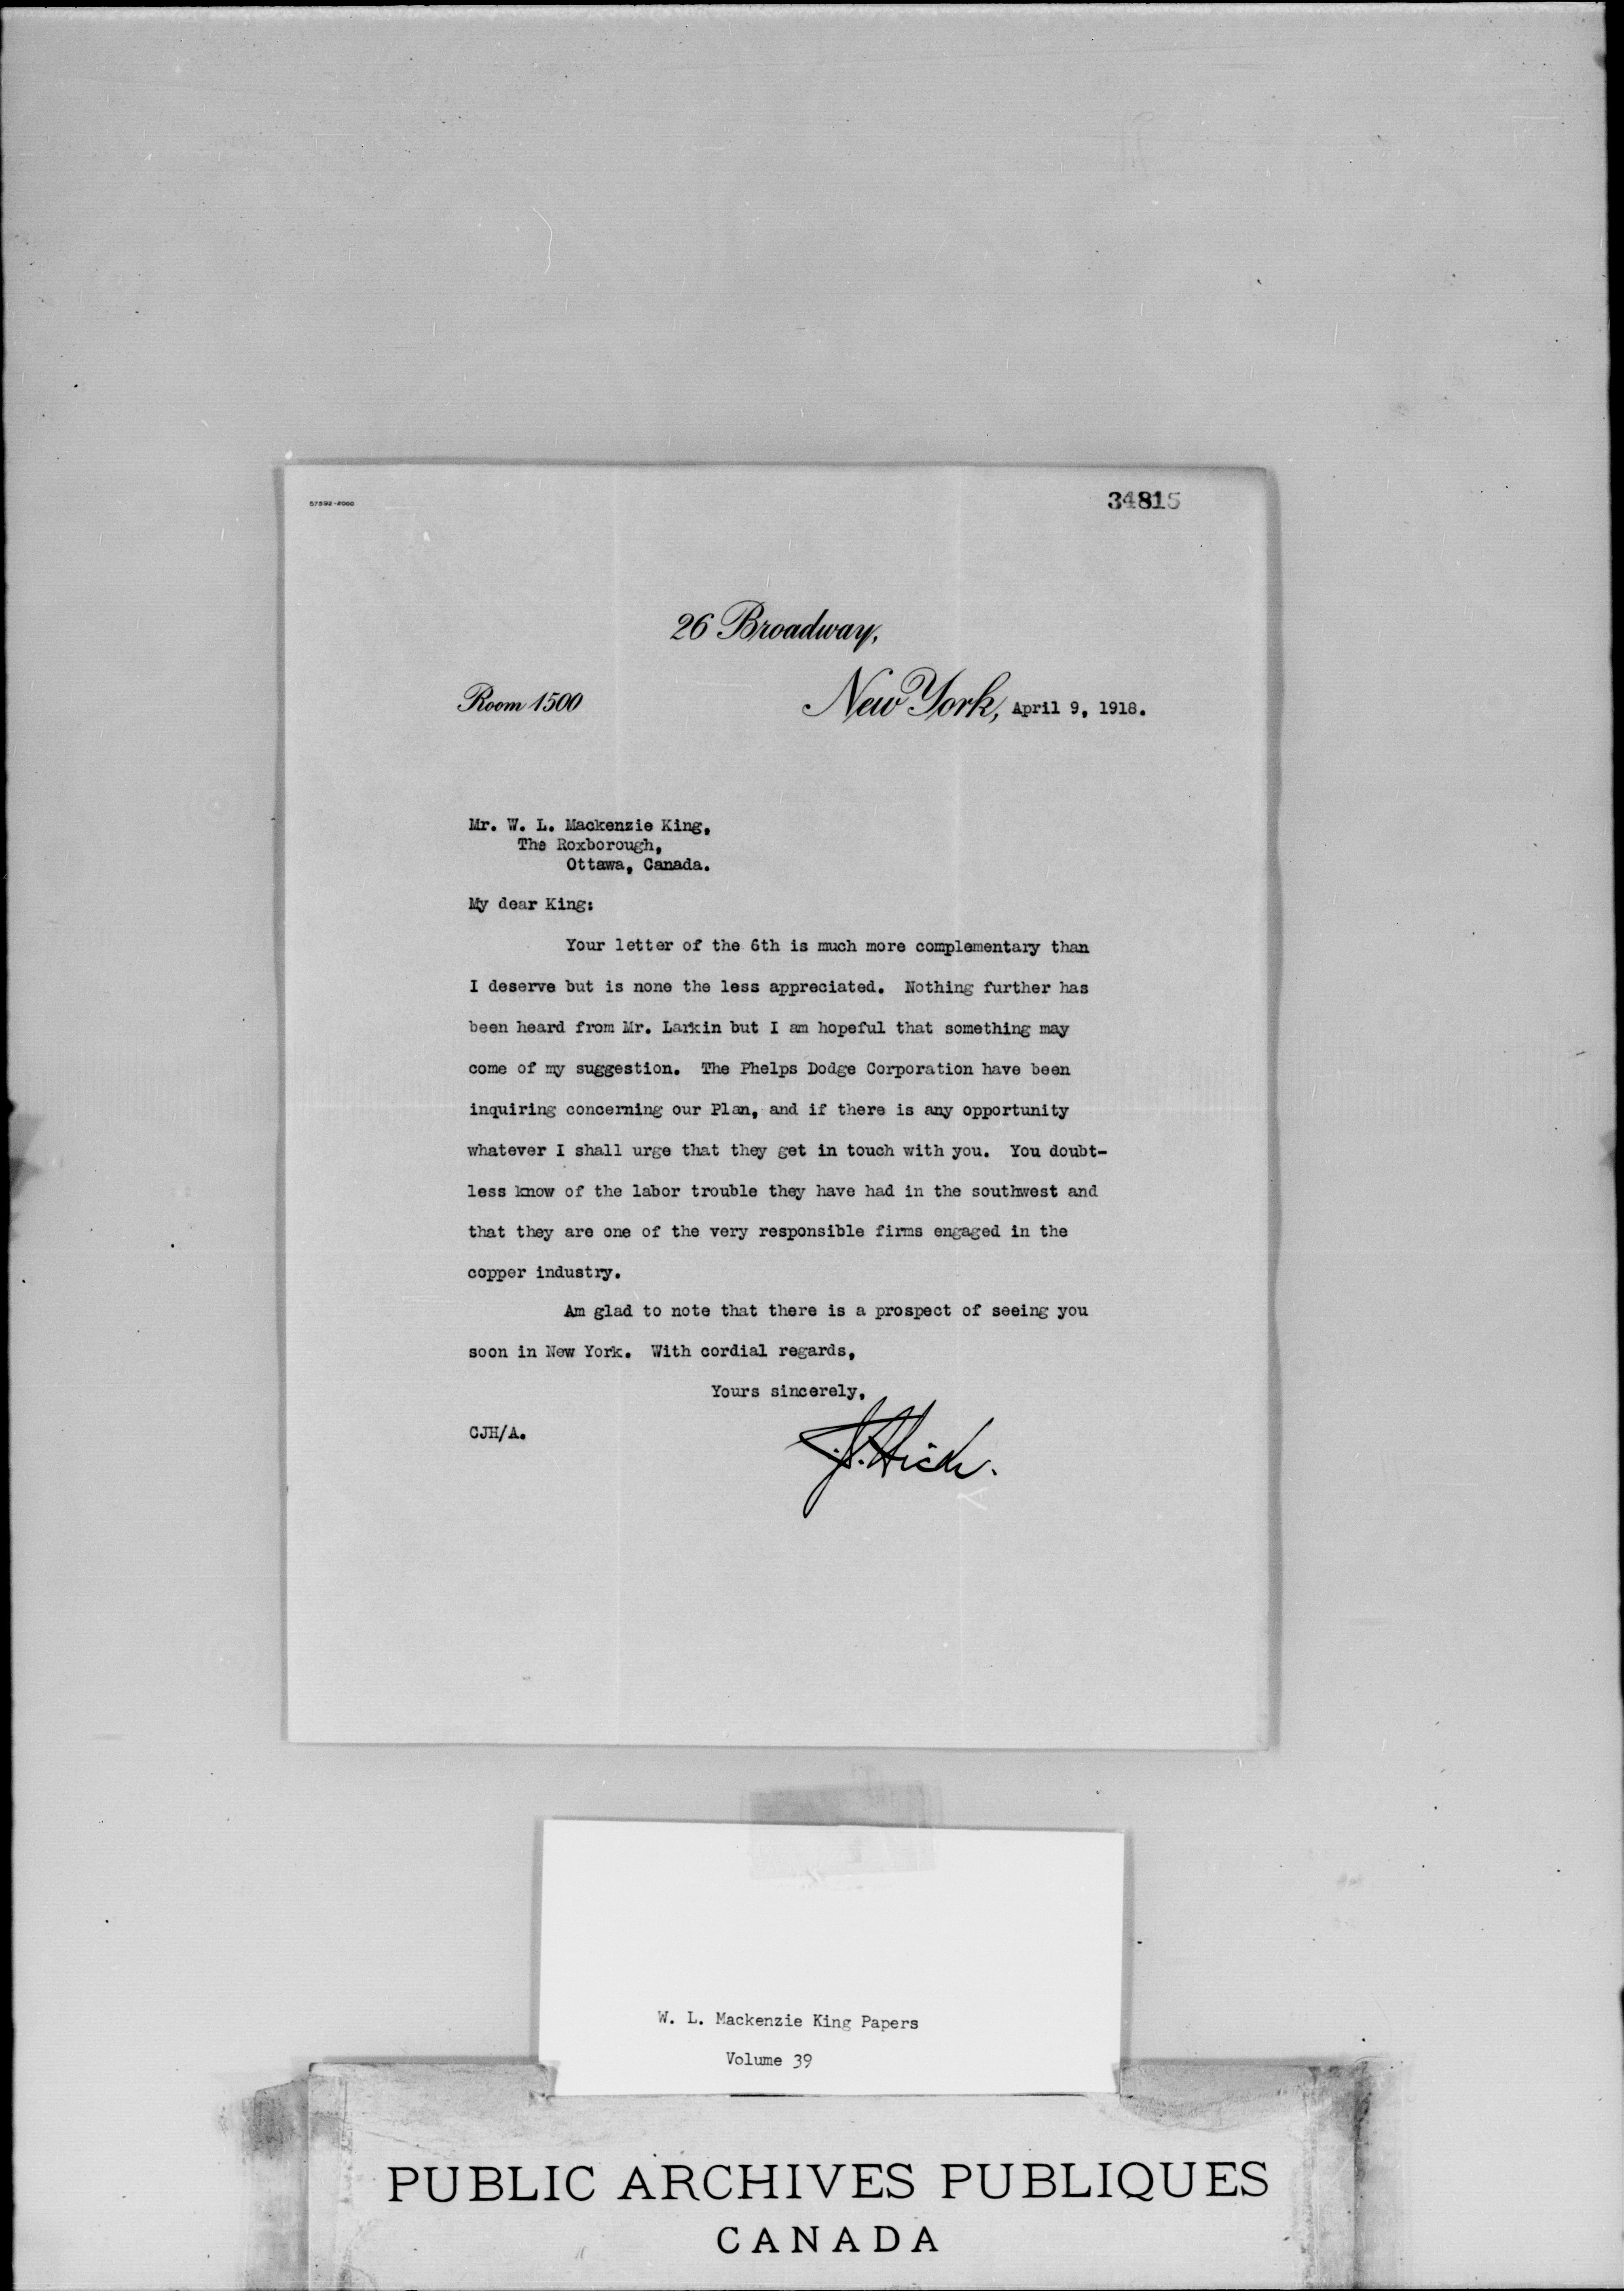 57592-2000
34815
26 Broadway,
Room 1500
New York, April 9, 1918.
Mr. W. L. Mackenzie King,
The Roxborough,
Ottawa, Canada.
My dear King:
Your letter of the 6th is much more complementary than
I deserve but is none the less appreciated. Nothing further has
been heard from Mr. Larkin but I am hopeful that something may
come of my suggestion. The Phelps Dodge Corporation have been
inquiring concerning our Plan, and if there is any opportunity
whatever I shall urge that they get in touch with you. You doubt-
less know of the labor trouble they have had in the southwest and
that they are one of the very responsible firms engaged in the
copper industry.
Am glad to note that there is a prospect of seeing you
soon in New York. With cordial regards,
Yours sincerely,
CJH/A.
W. L. Mackenzie King Papers
Volume 39
PUBLIC ARCHIVES PUBLIQUES
CANADA